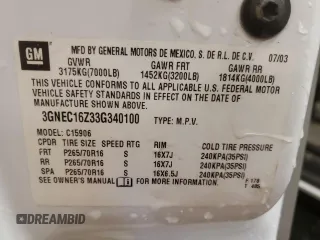 GM
MFD BY GENERAL MOTORS DE MEXICO, S. DE R.L. DE C.V. 07/03
GVWR GAWR FRT GAWR RR
3175KG(7000LB) 1452KG(3200LB) 1814KG(4000LB)
THIS VEHICLE CONFORMS TO ALL APPLICABLE U.S. FEDERAL MOTOR
VEHICLE SAFETY STANDARDS IN EFFECT ON THE DATE OF
MANUFACTURE SHOWN ABOVE.
3GNEC16Z33G340100 TYPE: M.P.V.
MODEL: C15906
TIRE SIZE SPEED RTG RIM COLD TIRE PRESSURE
FRT P265/70R16 S 16X7J 240KPA(35PSI)
RR P265/70R16 S 16X7J 240KPA(35PSI)
SPA P265/70R16 S 16X6.5J 240KPA(35PSI)
SEE OWNER'S MANUAL FOR MORE INFORMATION.
DREAMBID